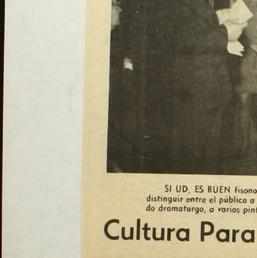 SI UD. ES BUEN fisono
distinguir entre el público a
do dramaturgo, a varios pint
Cultura Para